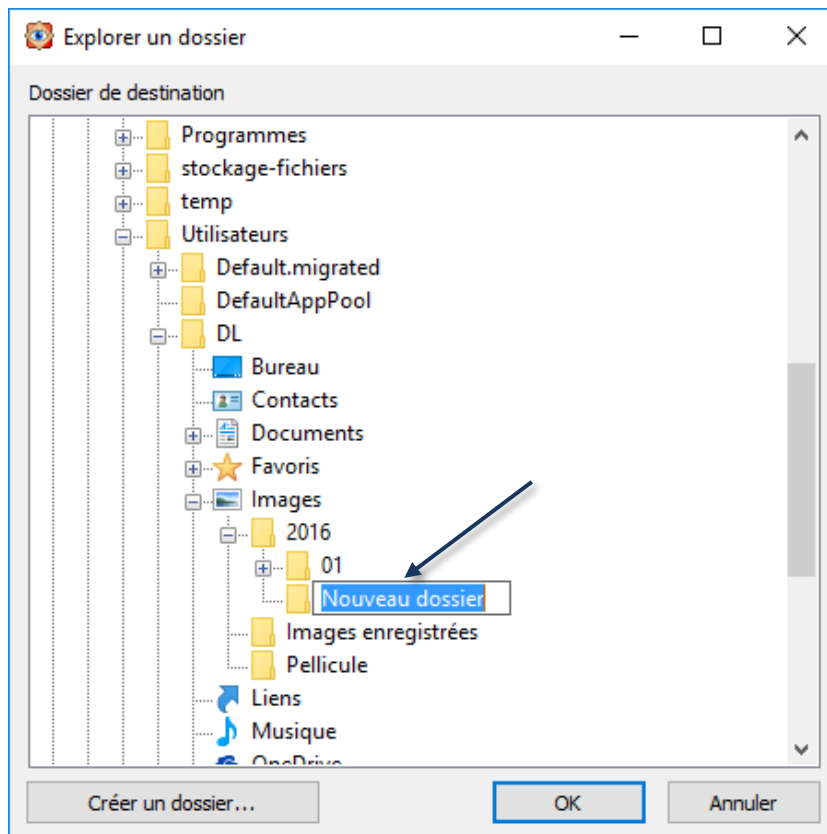 Explorer un dossier
Dossier de destination
Programmes
stockage-fichiers
temp
Utilisateurs
Default.migrated
DefaultAppPool
DL
Bureau
Contacts
Documents
Favoris
Images
2016
01
Nouveau dossier
Images enregistrées
Pellicule
Liens
Musique
OneDrive
Créer un dossier... OK Annuler